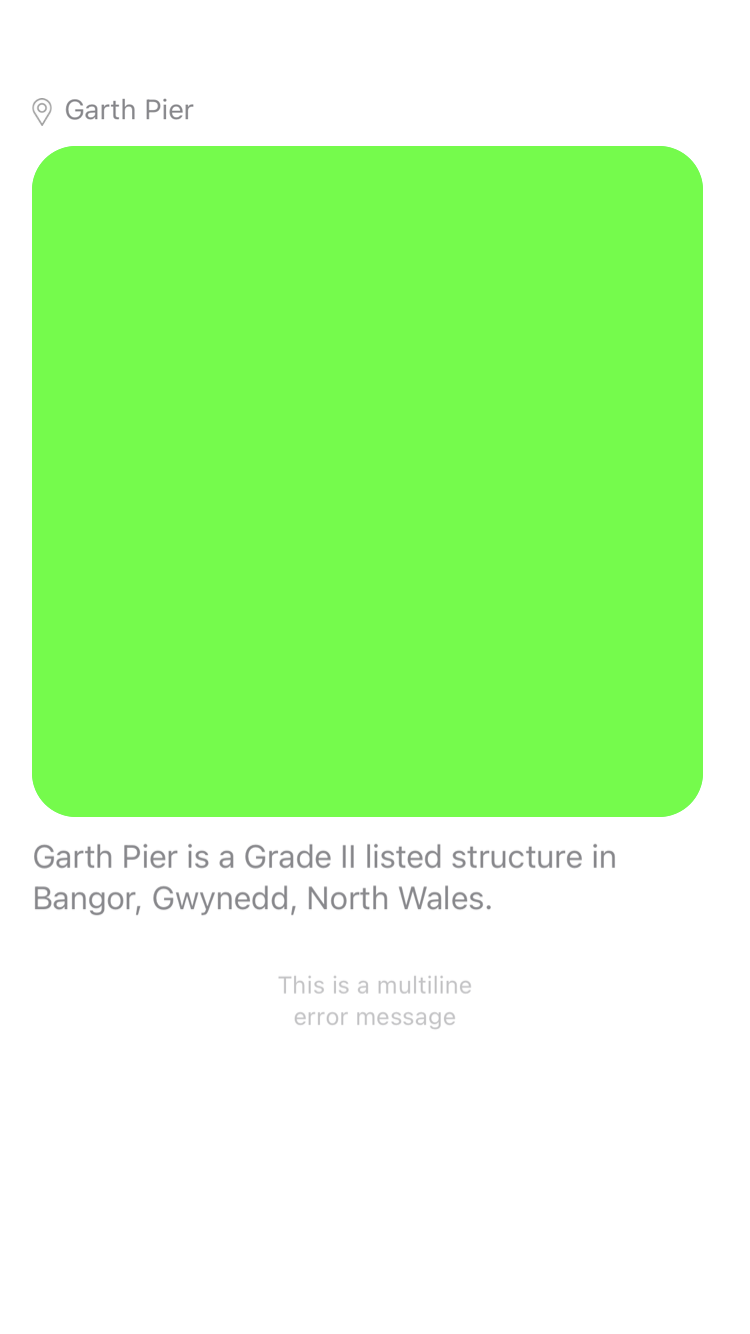 Garth Pier
Garth Pier is a Grade II listed structure in
Bangor, Gwynedd, North Wales.
This is a multiline
error message